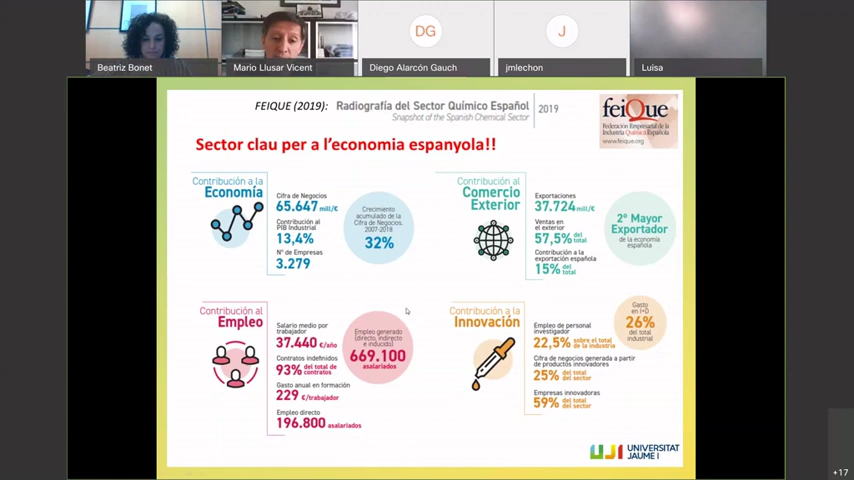 DG
J
Beatriz Bonet
Mario Llusar Vicent
Diego Alarcón Gauch
jmlechon
Luisa
FEIQUE (2019): Radiografía del Sector Químico Español 2019
Snapshot of the Spanish Chemical Sector
feiQue
Federación Empresarial de la
Industria Química Española
www.feique.org
Sector clau per a l'economia espanyola!!
Contribución a la
Economía
Cifra de Negocios
65.647 mill/€
Contribución al
PIB Industrial
13,4%
Nº de Empresas
3.279
Crecimiento
acumulado de la
Cifra de Negocios.
2007-2018
32%
Contribución al
Comercio
Exterior
Exportaciones
37.724 mill/€
Ventas en
el exterior
57,5% del total
Contribución a la
exportación española
15% del total
2º Mayor
Exportador
de la economía
española
Contribución al
Empleo
Salario medio por
trabajador
37.440 €/año
Contratos indefinidos
93% del total de contratos
Gasto anual en formación
229 €/trabajador
Empleo directo
196.800 asalariados
Empleo generado
(directo, indirecto
e inducido)
669.100
asalariados
Contribución a la
Innovación
Empleo de personal
investigador
22,5% sobre el total de la industria
Cifra de negocios generada a partir
de productos innovadores
25% del total del sector
Empresas innovadoras
59% del total del sector
Gasto
en I+D
26%
del total
industrial
UJI UNIVERSITAT
JAUME I
+17